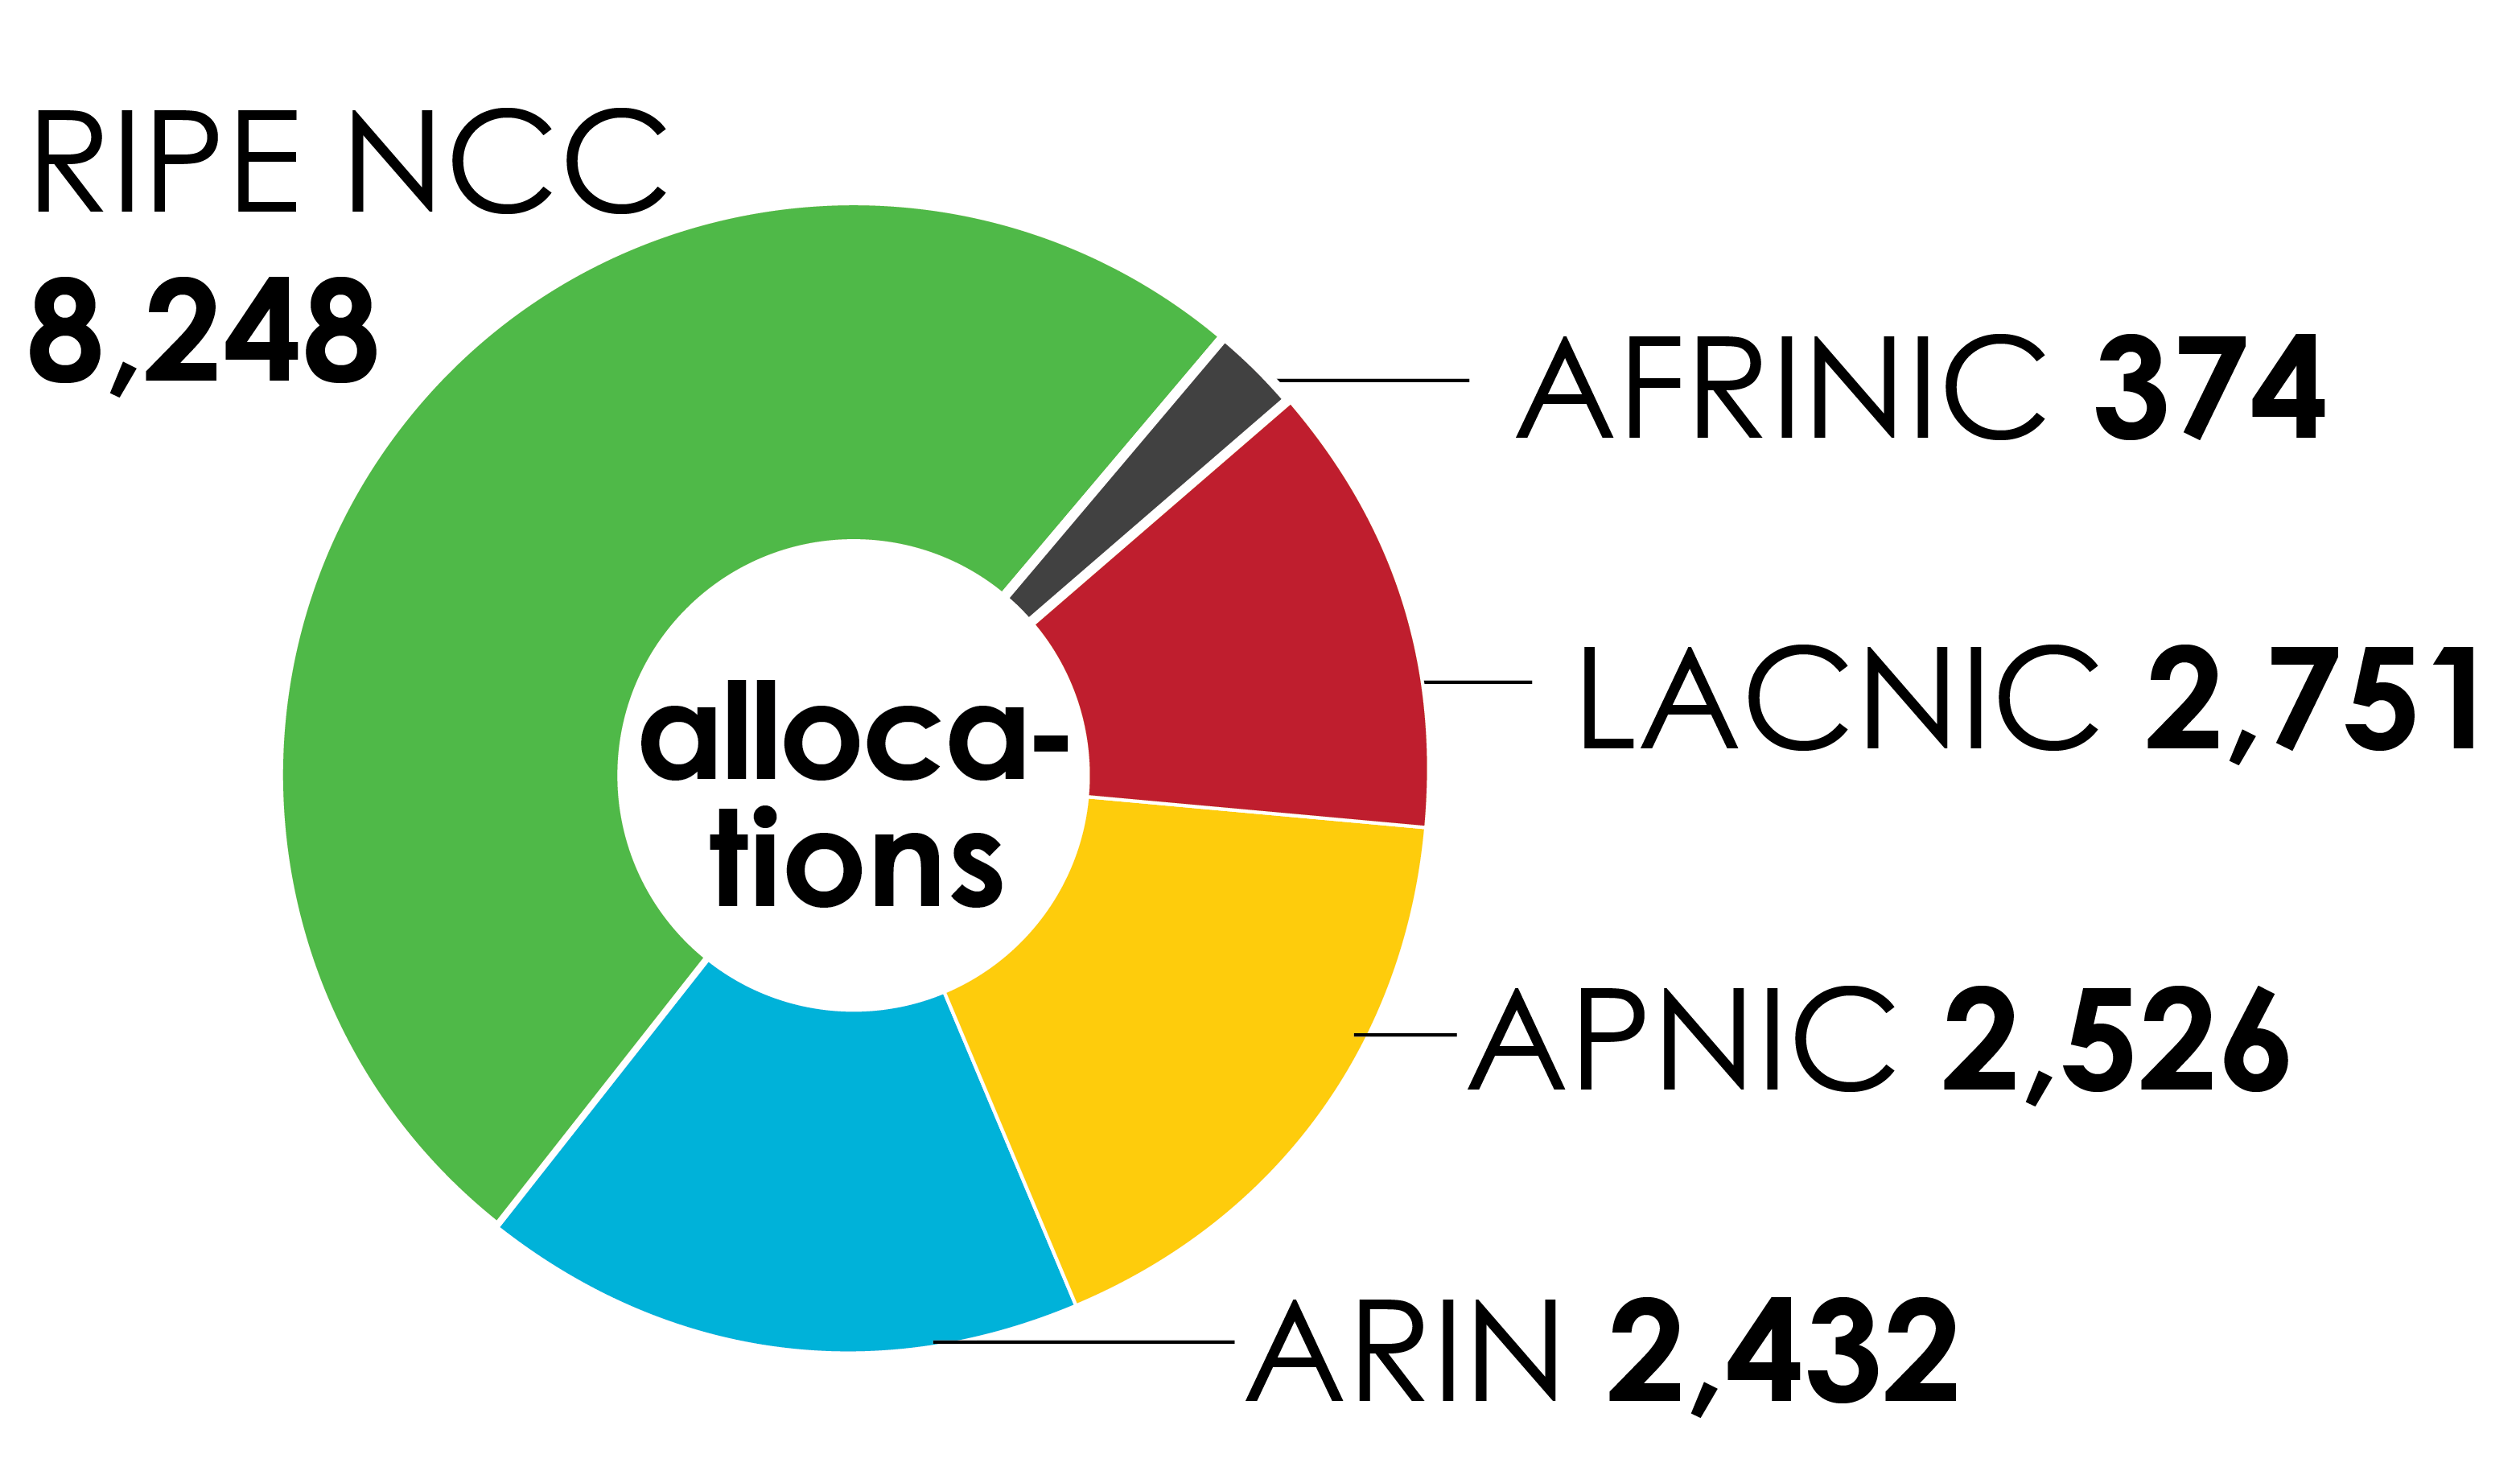 RIPE NCC
8,248
AFRINIC 374
LACNIC 2,751
alloca-
tions
APNIC 2,526
ARIN 2,432